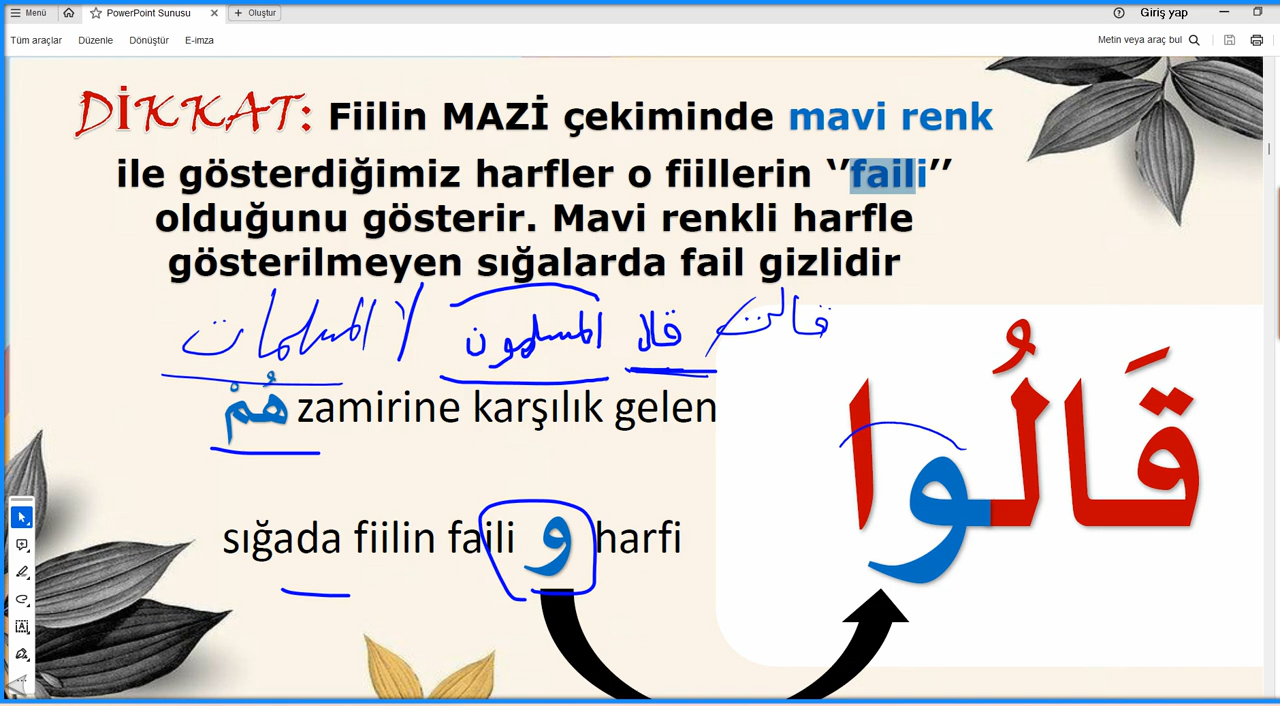 Menü PowerPoint Sunusu Oluştur Giriş yap
Tüm araçlar Düzenle Dönüştür E-imza Metin veya araç bul
DİKKAT: Fiilin MAZİ çekiminde mavi renk
ile gösterdiğimiz harfler o fiillerin ‘’faili’’
olduğunu gösterir. Mavi renkli harfle
gösterilmeyen sığalarda fail gizlidir
قالت قال المسلمون / المسلمات
هُمْ zamirine karşılık gelen
قَالُوا
sığada fiilin faili و harfi